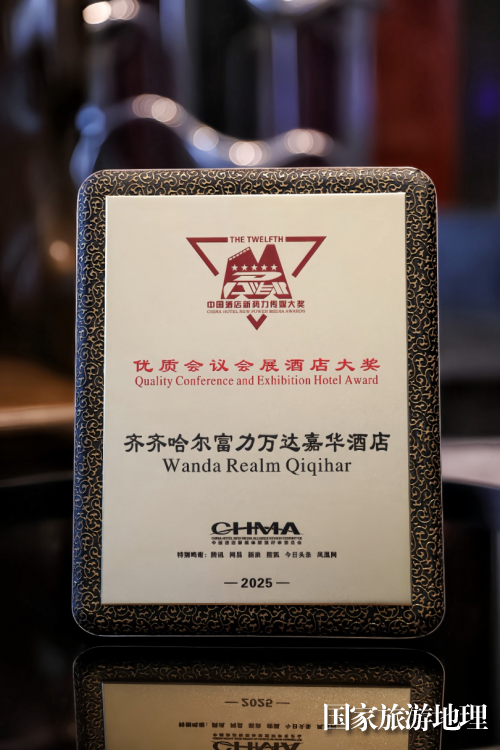 THE TWELFTH
中国酒店新势力传媒大奖
CHINA HOTEL NEW POWER MEDIA AWARDS
优质会议会展酒店大奖
Quality Conference and Exhibition Hotel Award
齐齐哈尔富力万达嘉华酒店
Wanda Realm Qiqihar
CHMA
特别鸣谢：腾讯 网易 新浪 搜狐 今日头条 凤凰网
—2025—
国家旅游地理